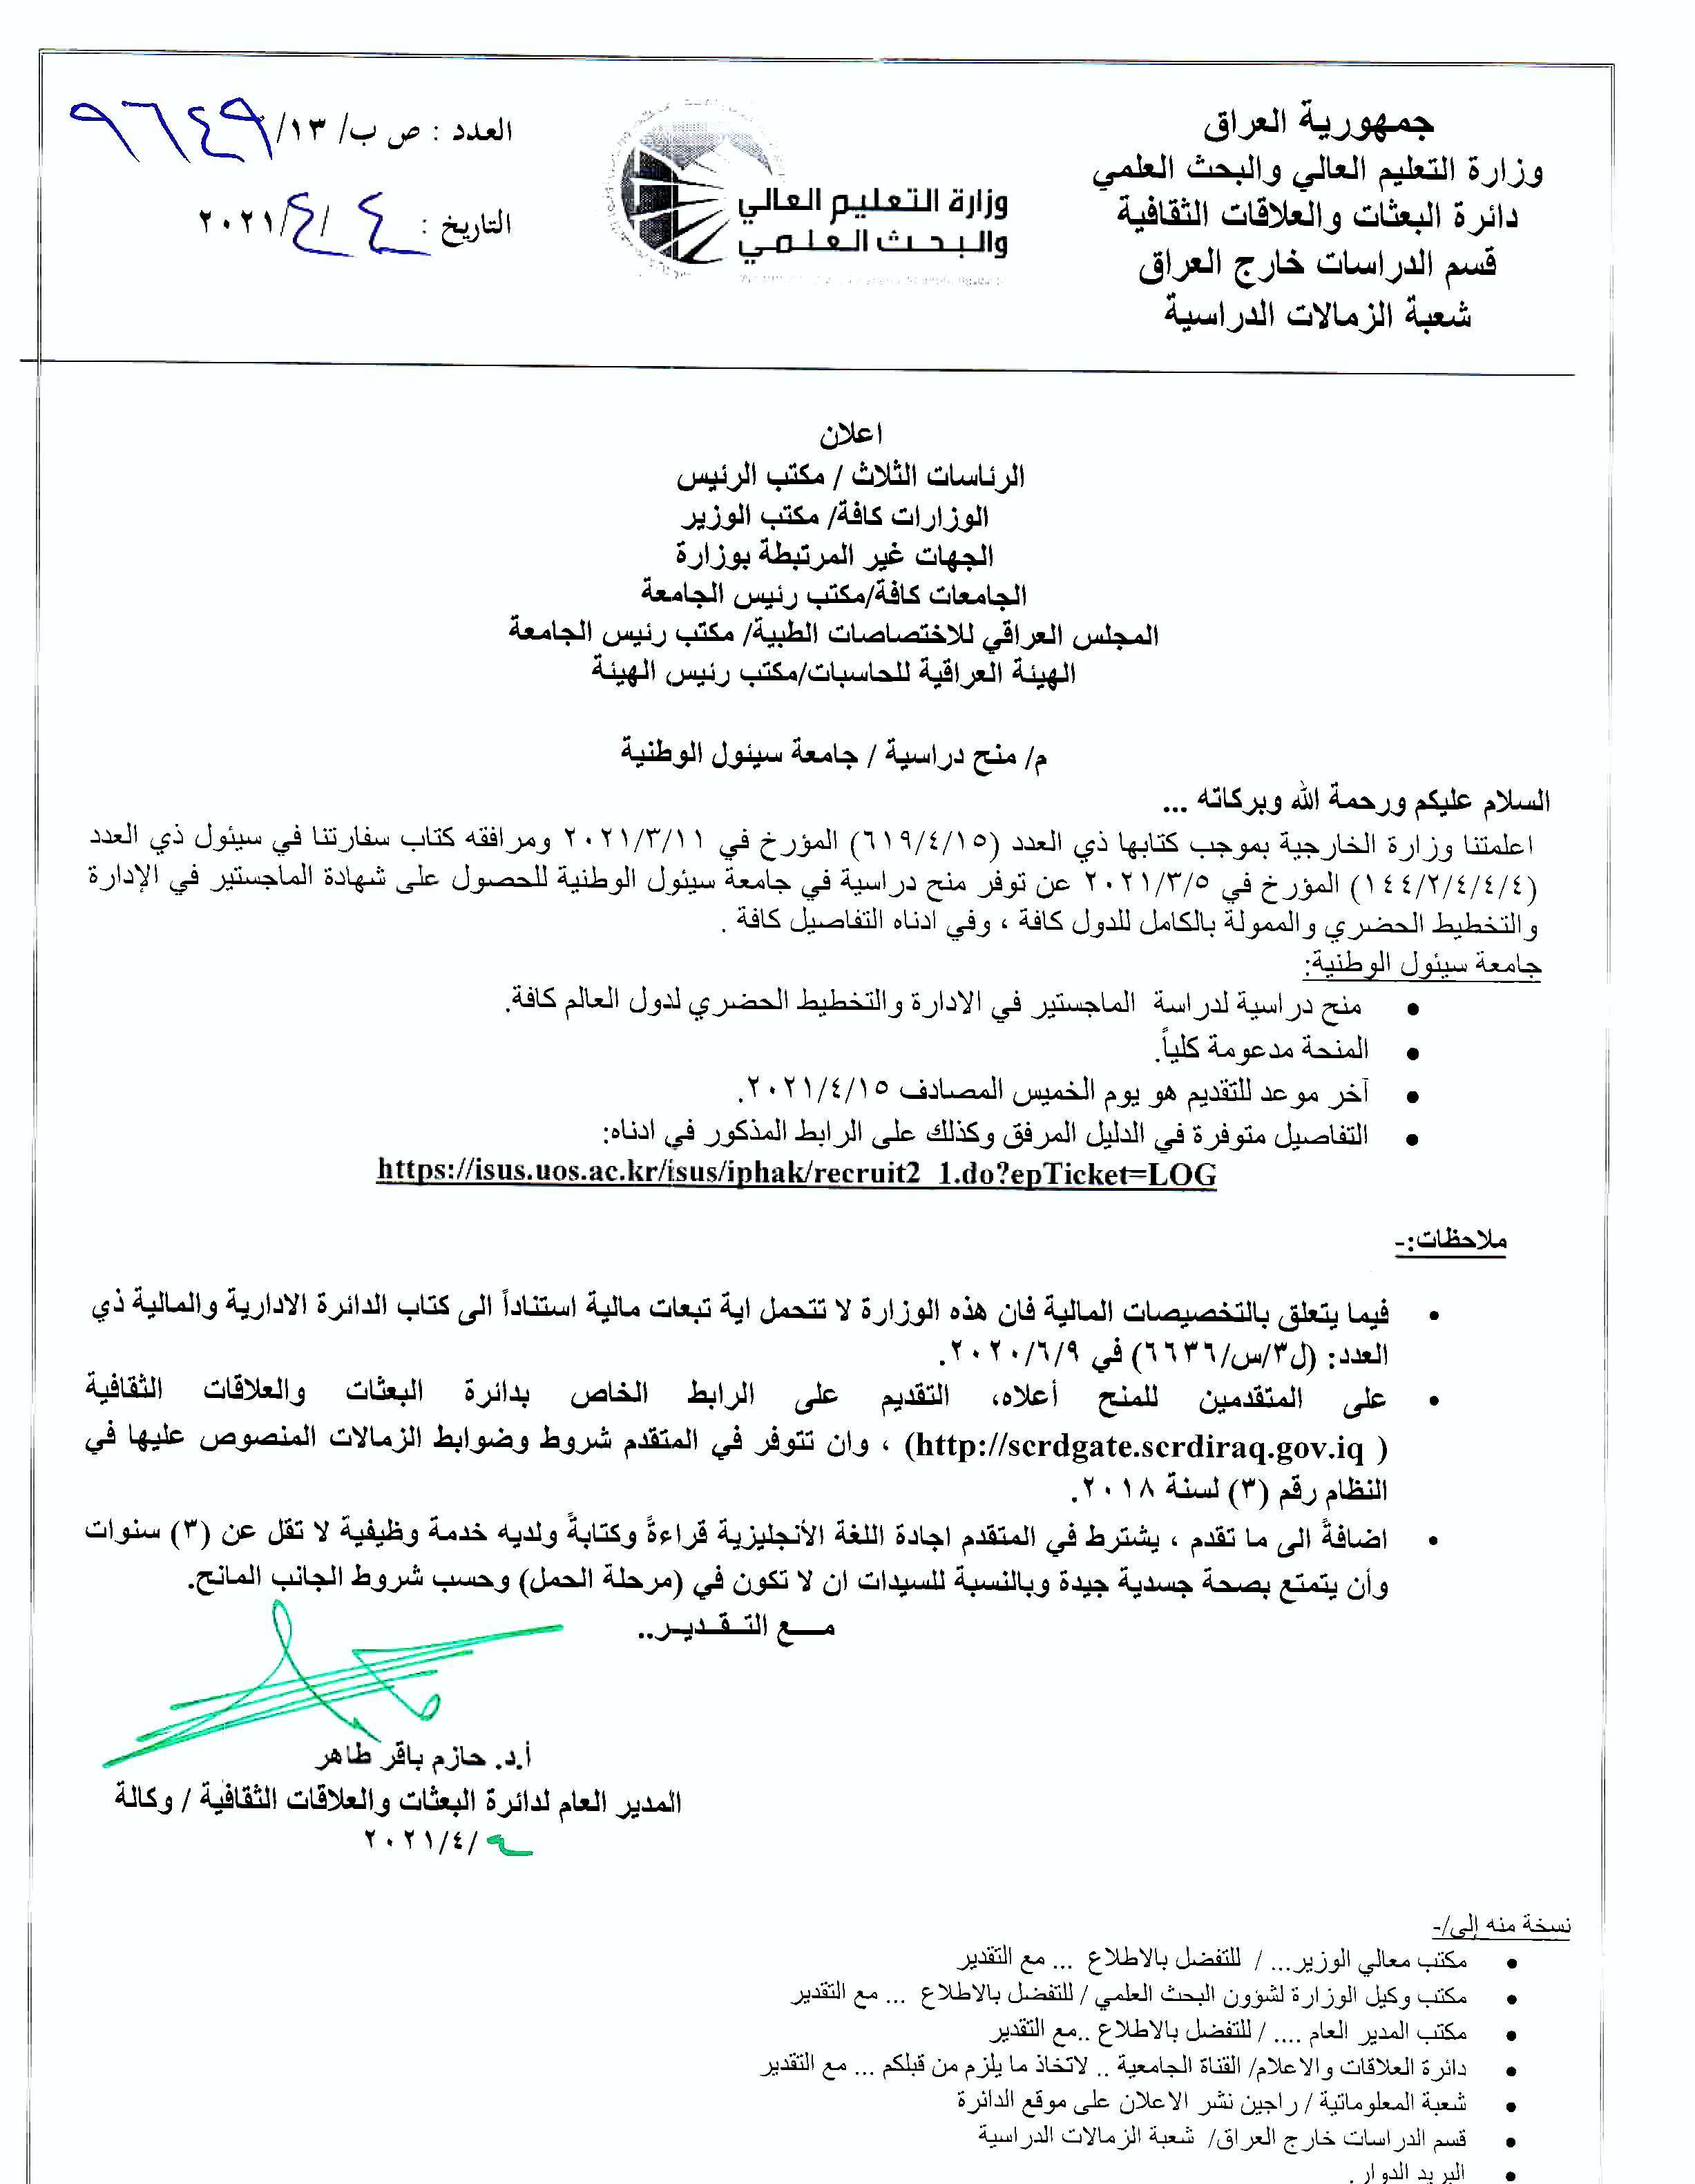 جمهورية العراق
وزارة التعليم العالي والبحث العلمي
دائرة البعثات والعلاقات الثقافية
قسم الدراسات خارج العراق
شعبة الزمالات الدراسية
وزارة التعليم العالي
والبحث العلمي
العدد : ص ب/ ١٣/ ٩٦٤٩
التاريخ : ٤ /٤ /٢٠٢١
اعلان
الرئاسات الثلاث / مكتب الرئيس
الوزارات كافة/ مكتب الوزير
الجهات غير المرتبطة بوزارة
الجامعات كافة/مكتب رئيس الجامعة
المجلس العراقي للاختصاصات الطبية/ مكتب رئيس الجامعة
الهيئة العراقية للحاسبات/مكتب رئيس الهيئة
م/ منح دراسية / جامعة سيئول الوطنية
السلام عليكم ورحمة الله وبركاته ...
اعلمتنا وزارة الخارجية بموجب كتابها ذي العدد (٦١٩/٤/١٥) المؤرخ في ٢٠٢١/٣/١١ ومرافقه كتاب سفارتنا في سيئول ذي العدد
(١٤٤/٢/٤/٤/٤) المؤرخ في ٢٠٢١/٣/٥ عن توفر منح دراسية في جامعة سيئول الوطنية للحصول على شهادة الماجستير في الإدارة
والتخطيط الحضري والممولة بالكامل للدول كافة ، وفي ادناه التفاصيل كافة .
جامعة سيئول الوطنية:
• منح دراسية لدراسة الماجستير في الادارة والتخطيط الحضري لدول العالم كافة.
• المنحة مدعومة كلياً.
• آخر موعد للتقديم هو يوم الخميس المصادف ٢٠٢١/٤/١٥.
• التفاصيل متوفرة في الدليل المرفق وكذلك على الرابط المذكور في ادناه:
https://isus.uos.ac.kr/isus/iphak/recruit2_1.do?epTicket=LOG
ملاحظات:-
• فيما يتعلق بالتخصيصات المالية فان هذه الوزارة لا تتحمل اية تبعات مالية استناداً الى كتاب الدائرة الادارية والمالية ذي
العدد: (ل٣/س/٦٦٣٦) في ٢٠٢٠/٦/٩.
• على المتقدمين للمنح أعلاه، التقديم على الرابط الخاص بدائرة البعثات والعلاقات الثقافية
( http://scrdgate.scrdiraq.gov.iq) ، وان تتوفر في المتقدم شروط وضوابط الزمالات المنصوص عليها في
النظام رقم (٣) لسنة ٢٠١٨.
• اضافةً الى ما تقدم ، يشترط في المتقدم اجادة اللغة الأنجليزية قراءةً وكتابةً ولديه خدمة وظيفية لا تقل عن (٣) سنوات
وأن يتمتع بصحة جسدية جيدة وبالنسبة للسيدات ان لا تكون في (مرحلة الحمل) وحسب شروط الجانب المانح.
مـــع التــقــديــر..
أ.د. حازم باقر طاهر
المدير العام لدائرة البعثات والعلاقات الثقافية / وكالة
/٢٠٢١/٤
نسخة منه إلى/-
• مكتب معالي الوزير... / للتفضل بالاطلاع ... مع التقدير
• مكتب وكيل الوزارة لشؤون البحث العلمي / للتفضل بالاطلاع ... مع التقدير
• مكتب المدير العام .... / للتفضل بالاطلاع ..مع التقدير
• دائرة العلاقات والاعلام/ القناة الجامعية .. لاتخاذ ما يلزم من قبلكم ... مع التقدير
• شعبة المعلوماتية / راجين نشر الاعلان على موقع الدائرة
• قسم الدراسات خارج العراق/ شعبة الزمالات الدراسية
• البريد الدوار .